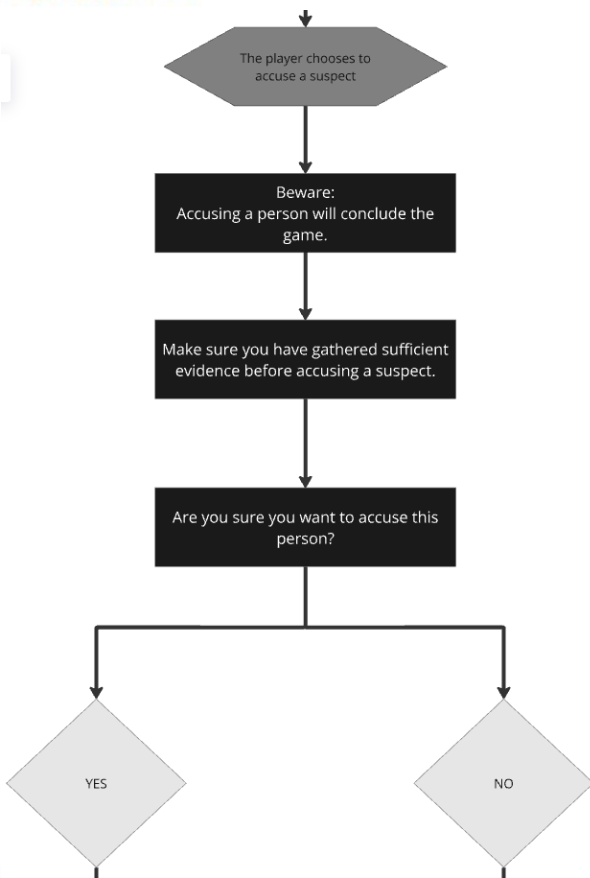 The player chooses to
accuse a suspect
Beware:
Accusing a person will conclude the
game.
Make sure you have gathered sufficient
evidence before accusing a suspect.
Are you sure you want to accuse this
person?
YES
NO